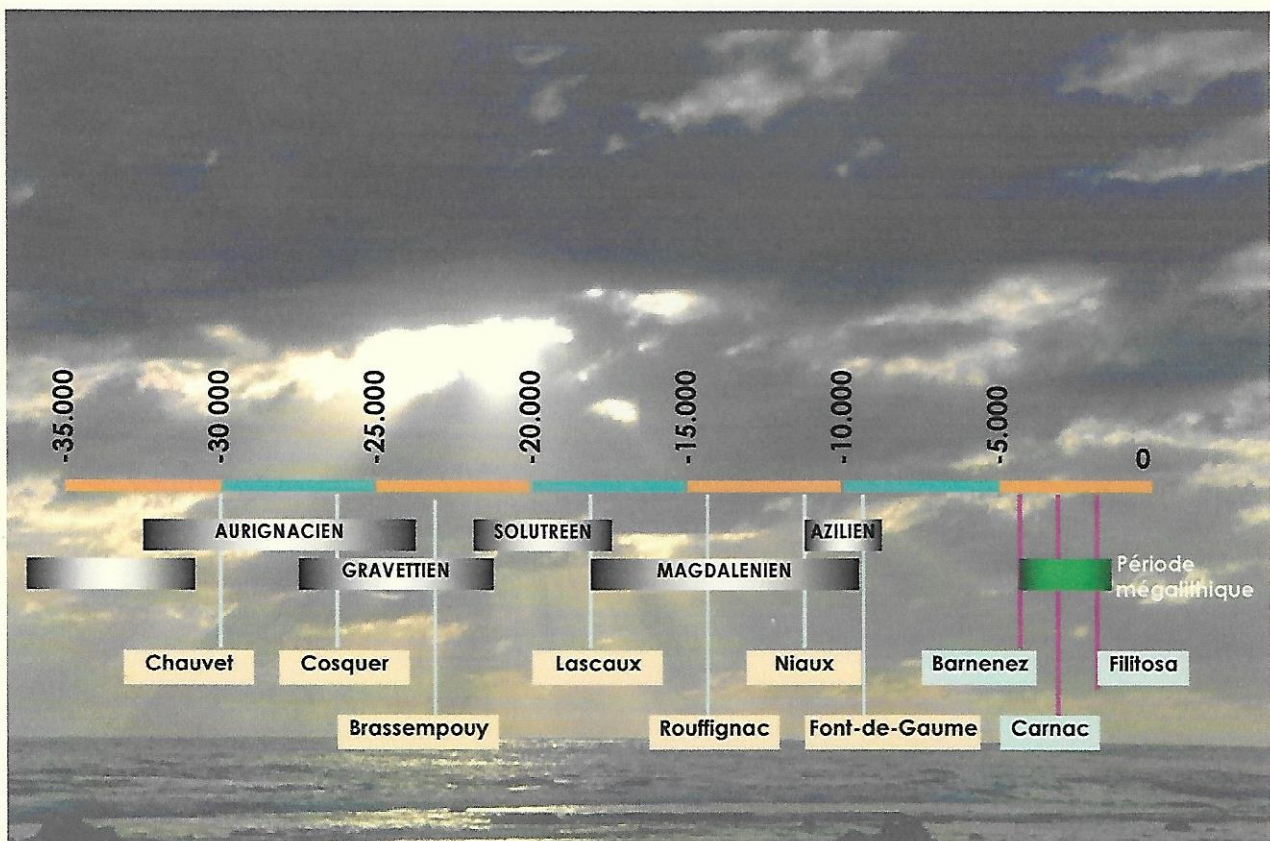 -35.000
-30.000
-25.000
-20.000
-15.000
-10.000
-5.000
0
AURIGNACIEN
SOLUTRÉEN
AZILIEN
GRAVETTIEN
MAGDALENIEN
Période
mégalithique
Chauvet
Cosquer
Lascaux
Niaux
Barnenez
Filitosa
Brassempouy
Rouffignac
Font-de-Gaume
Carnac